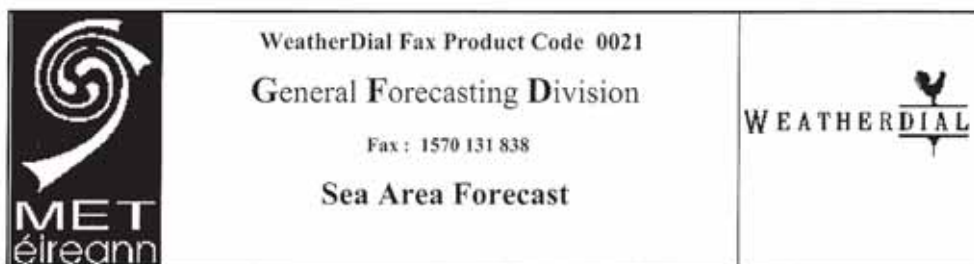 WeatherDial Fax Product Code 0021
General Forecasting Division
Fax : 1570 131 838
Sea Area Forecast
MET
éireann
WEATHERDIAL